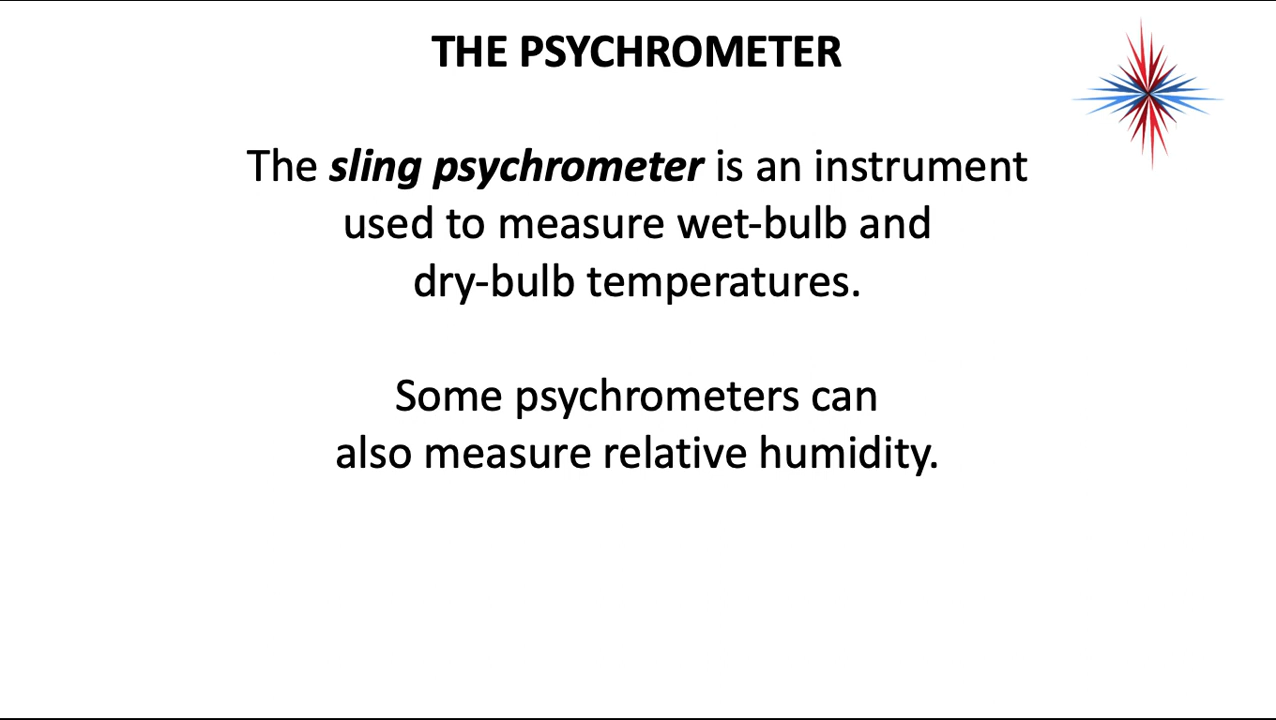 THE PSYCHROMETER
The sling psychrometer is an instrument
used to measure wet-bulb and
dry-bulb temperatures.
Some psychrometers can
also measure relative humidity.